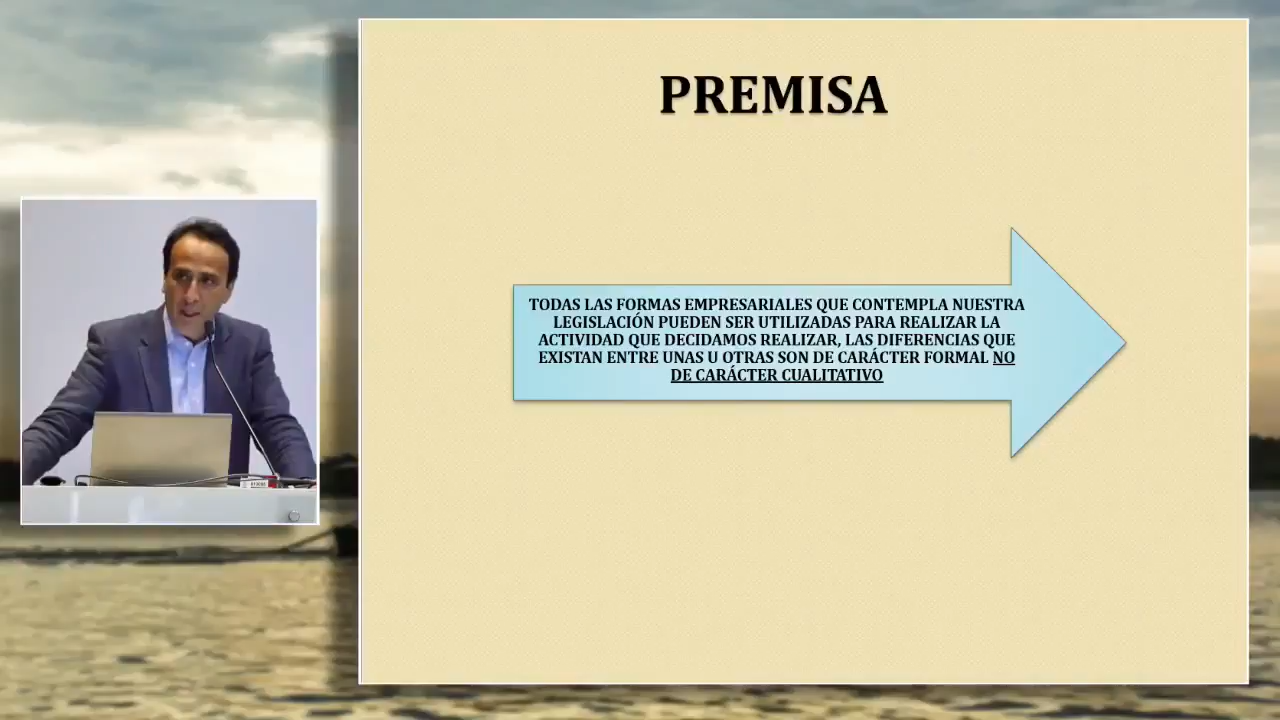 PREMISA
TODAS LAS FORMAS EMPRESARIALES QUE CONTEMPLA NUESTRA
LEGISLACIÓN PUEDEN SER UTILIZADAS PARA REALIZAR LA
ACTIVIDAD QUE DECIDAMOS REALIZAR, LAS DIFERENCIAS QUE
EXISTAN ENTRE UNAS U OTRAS SON DE CARÁCTER FORMAL NO
DE CARÁCTER CUALITATIVO